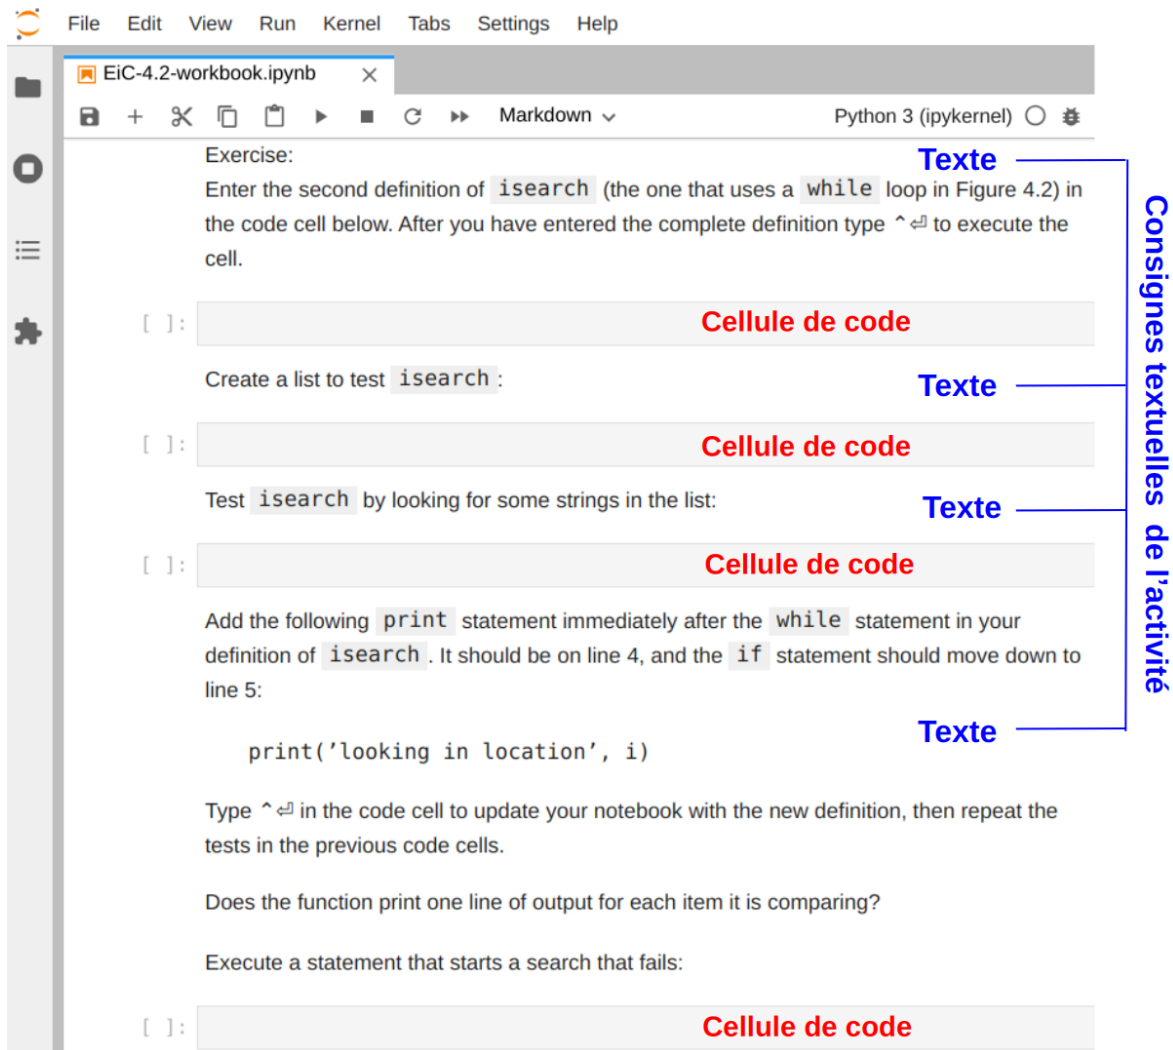 File Edit View Run Kernel Tabs Settings Help
EiC-4.2-workbook.ipynb
Markdown Python 3 (ipykernel)
Exercise: Texte
Enter the second definition of isearch (the one that uses a while loop in Figure 4.2) in
the code cell below. After you have entered the complete definition type ^⏎ to execute the
cell.
[ ]: Cellule de code
Create a list to test isearch: Texte
[ ]: Cellule de code
Test isearch by looking for some strings in the list: Texte
[ ]: Cellule de code
Add the following print statement immediately after the while statement in your
definition of isearch. It should be on line 4, and the if statement should move down to
line 5:
Texte
print(’looking in location’, i)
Type ^⏎ in the code cell to update your notebook with the new definition, then repeat the
tests in the previous code cells.
Does the function print one line of output for each item it is comparing?
Execute a statement that starts a search that fails:
[ ]: Cellule de code
Consignes textuelles de l’activité